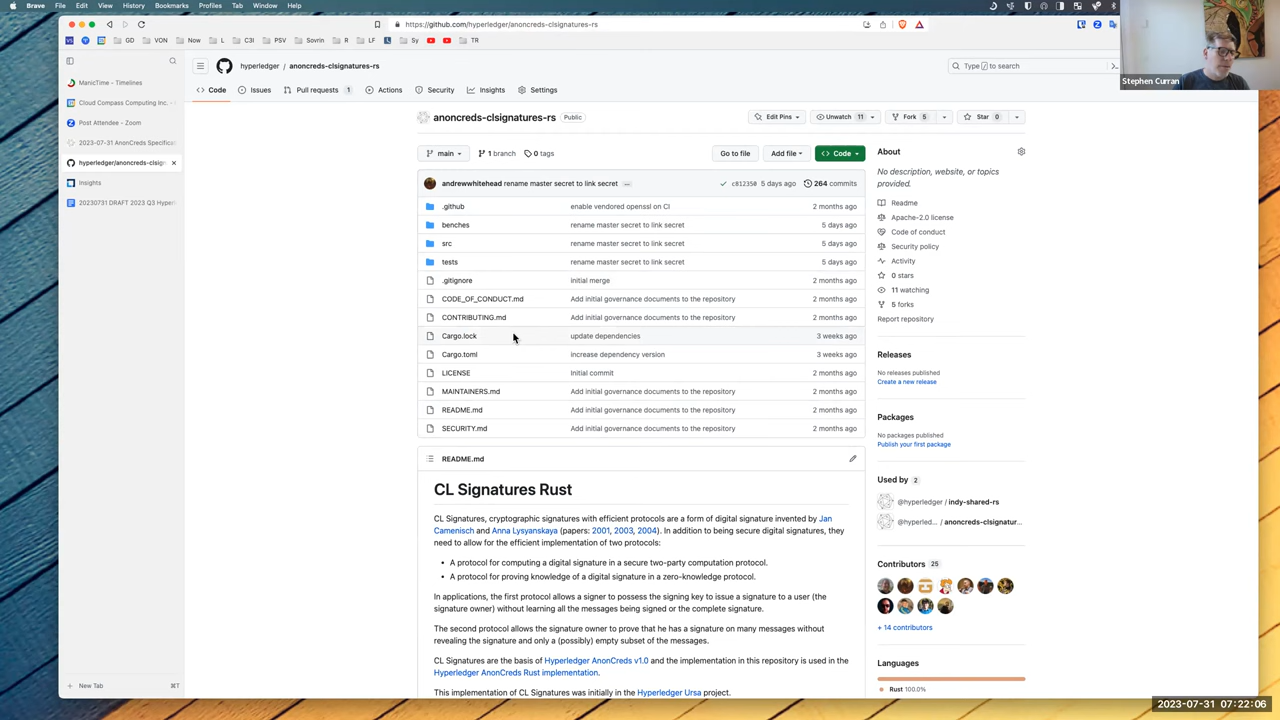 Brave File Edit View History Bookmarks Profiles Tab Window Help
https://github.com/hyperledger/anoncreds-clsignatures-rs
GD VON Now L C3I PSV Sovrin R LF Sy TR
ManicTime - Timelines
Cloud Compass Computing Inc. -
Post Attendee - Zoom
2023-07-31 AnonCreds Specificat
hyperledger/anoncreds-clsign
Insights
20230731 DRAFT 2023 Q3 Hyper
New Tab ⌘T
hyperledger / anoncreds-clsignatures-rs
Type / to search
Stephen Curran
Code Issues Pull requests 1 Actions Security Insights Settings
anoncreds-clsignatures-rs Public
Edit Pins Unwatch 11 Fork 5 Star 0
main 1 branch 0 tags Go to file Add file Code
andrewwhitehead rename master secret to link secret ... c812350 5 days ago 264 commits
.github enable vendored openssl on CI 2 months ago
benches rename master secret to link secret 5 days ago
src rename master secret to link secret 5 days ago
tests rename master secret to link secret 5 days ago
.gitignore initial merge 2 months ago
CODE_OF_CONDUCT.md Add initial governance documents to the repository 2 months ago
CONTRIBUTING.md Add initial governance documents to the repository 2 months ago
Cargo.lock update dependencies 3 weeks ago
Cargo.toml increase dependency version 3 weeks ago
LICENSE Initial commit 2 months ago
MAINTAINERS.md Add initial governance documents to the repository 2 months ago
README.md Add initial governance documents to the repository 2 months ago
SECURITY.md Add initial governance documents to the repository 2 months ago
README.md
CL Signatures Rust
CL Signatures, cryptographic signatures with efficient protocols are a form of digital signature invented by Jan
Camenisch and Anna Lysyanskaya (papers: 2001, 2003, 2004). In addition to being secure digital signatures, they
need to allow for the efficient implementation of two protocols:
• A protocol for computing a digital signature in a secure two-party computation protocol.
• A protocol for proving knowledge of a digital signature in a zero-knowledge protocol.
In applications, the first protocol allows a signer to possess the signing key to issue a signature to a user (the
signature owner) without learning all the messages being signed or the complete signature.
The second protocol allows the signature owner to prove that he has a signature on many messages without
revealing the signature and only a (possibly) empty subset of the messages.
CL Signatures are the basis of Hyperledger AnonCreds v1.0 and the implementation in this repository is used in the
Hyperledger AnonCreds Rust implementation.
This implementation of CL Signatures was initially in the Hyperledger Ursa project.
About
No description, website, or topics
provided.
Readme
Apache-2.0 license
Code of conduct
Security policy
Activity
0 stars
11 watching
5 forks
Report repository
Releases
No releases published
Create a new release
Packages
No packages published
Publish your first package
Used by 2
@hyperledger / indy-shared-rs
@hyperled... / anoncreds-clsignatur...
Contributors 25
+ 14 contributors
Languages
Rust 100.0%
2023-07-31 07:22:06